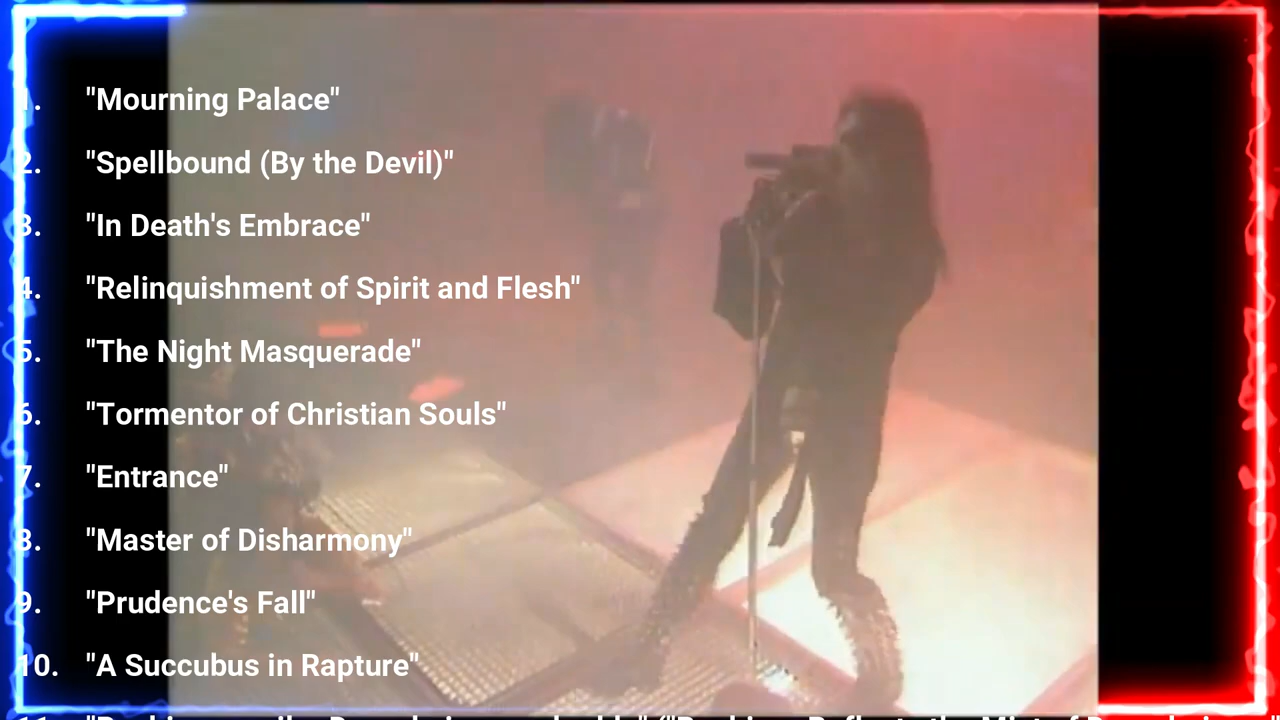 1. "Mourning Palace"
2. "Spellbound (By the Devil)"
3. "In Death's Embrace"
4. "Relinquishment of Spirit and Flesh"
5. "The Night Masquerade"
6. "Tormentor of Christian Souls"
7. "Entrance"
8. "Master of Disharmony"
9. "Prudence's Fall"
10. "A Succubus in Rapture"